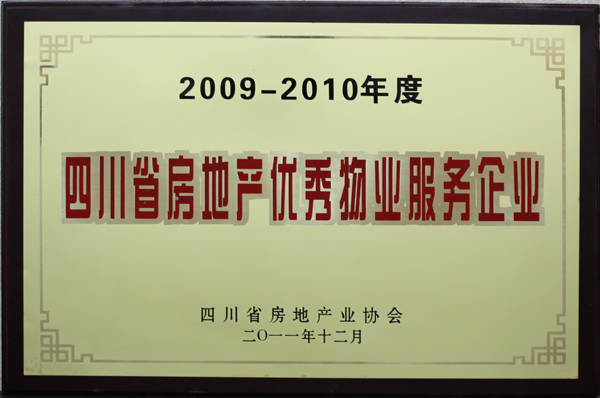 2009-2010年度
四川省房地产优秀物业服务企业
四川省房地产业协会
二〇一一年十二月